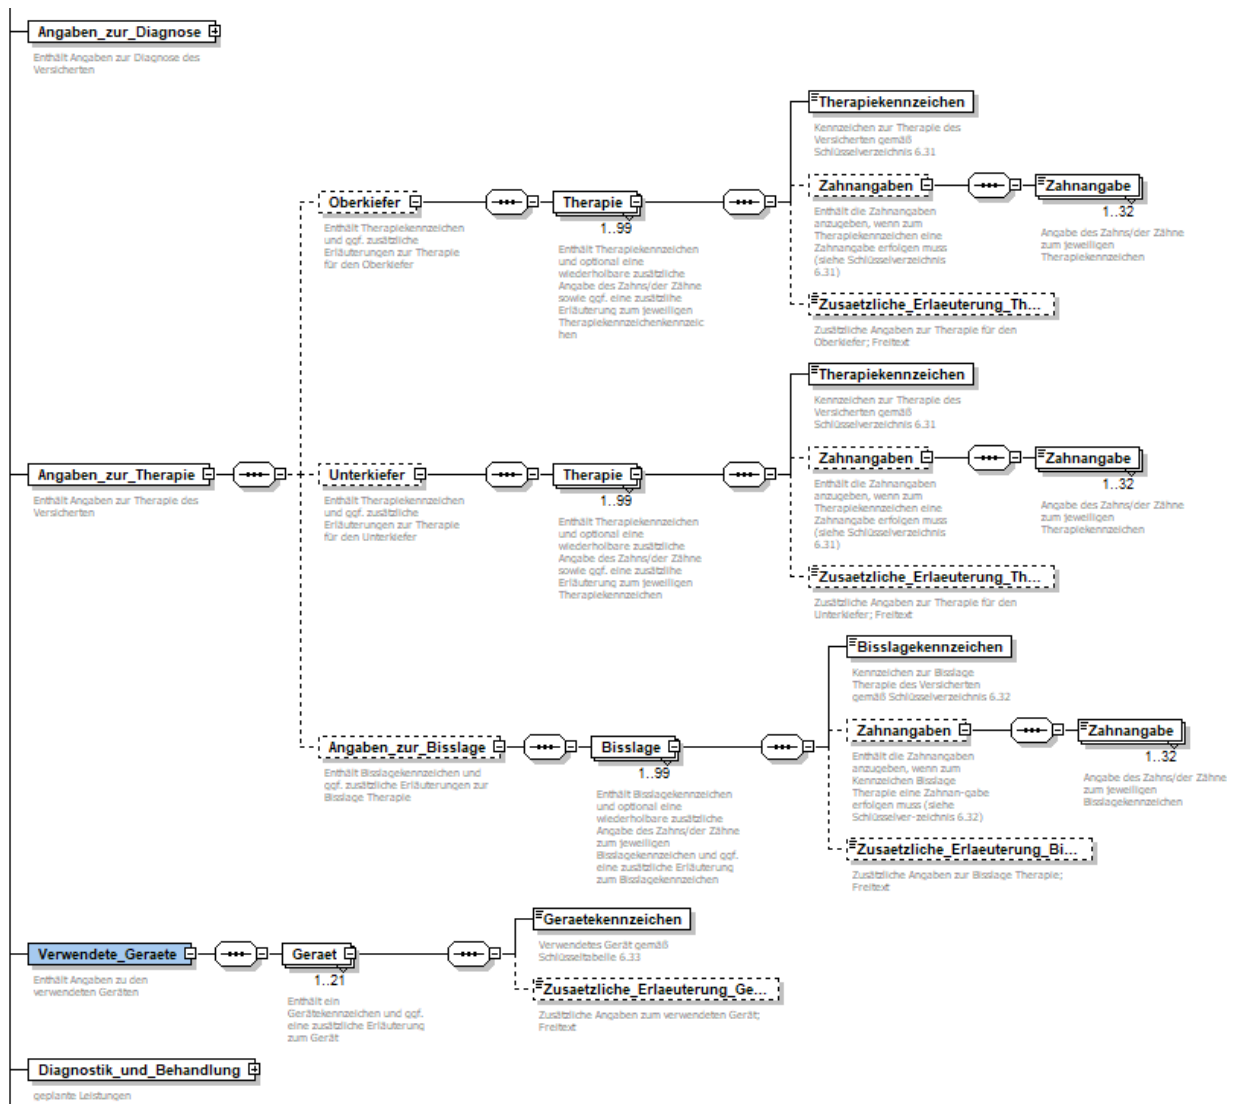 Angaben_zur_Diagnose
Enthält Angaben zur Diagnose des
Versicherten
Therapiekennzeichen
Kennzeichen zur Therapie des
Versicherten gemäß
Schlüsselverzeichnis 6.31
Zahnangaben
Zahnangabe
1..32
Enthält die Zahnangaben
anzugeben, wenn zum
Therapiekennzeichen eine
Zahnangabe erfolgen muss
(siehe Schlüsselverzeichnis
6.31)
Angabe des Zahns/der Zähne
zum jeweiligen
Therapiekennzeichen
Oberkiefer
Therapie
1..99
Enthält Therapiekennzeichen
und ggf. zusätzliche
Erläuterungen zur Therapie
für den Oberkiefer
Enthält Therapiekennzeichen
und optional eine
wiederholbare zusätzliche
Angabe des Zahns/der Zähne
sowie ggf. eine zusätzlihe
Erläuterung zum jeweiligen
Therapiekennzeichenkennzeic
hen
Zusaetzliche_Erlaeuterung_Th...
Zusätzliche Angaben zur Therapie für den
Oberkiefer; Freitext
Therapiekennzeichen
Kennzeichen zur Therapie des
Versicherten gemäß
Schlüsselverzeichnis 6.31
Zahnangaben
Zahnangabe
1..32
Enthält die Zahnangaben
anzugeben, wenn zum
Therapiekennzeichen eine
Zahnangabe erfolgen muss
(siehe Schlüsselverzeichnis
6.31)
Angabe des Zahns/der Zähne
zum jeweiligen
Therapiekennzeichen
Angaben_zur_Therapie
Enthält Angaben zur Therapie des
Versicherten
Unterkiefer
Therapie
1..99
Enthält Therapiekennzeichen
und ggf. zusätzliche
Erläuterungen zur Therapie
für den Unterkiefer
Enthält Therapiekennzeichen
und optional eine
wiederholbare zusätzliche
Angabe des Zahns/der Zähne
sowie ggf. eine zusätzlihe
Erläuterung zum jeweiligen
Therapiekennzeichen
Zusaetzliche_Erlaeuterung_Th...
Zusätzliche Angaben zur Therapie für den
Unterkiefer; Freitext
Bisslagekennzeichen
Kennzeichen zur Bisslage
Therapie des Versicherten
gemäß Schlüsselverzeichnis 6.32
Zahnangaben
Zahnangabe
1..32
Enthält die Zahnangaben
anzugeben, wenn zum
Kennzeichen Bisslage
Therapie eine Zahnan-gabe
erfolgen muss (siehe
Schlüsselver-zeichnis 6.32)
Angabe des Zahns/der Zähne
zum jeweiligen
Bisslagekennzeichen
Angaben_zur_Bisslage
Bisslage
1..99
Enthält Bisslagekennzeichen und
ggf. zusätzliche Erläuterungen zur
Bisslage Therapie
Enthält Bisslagekennzeichen
und optional eine
wiederholbare zusätzliche
Angabe des Zahns/der Zähne
zum jeweiligen
Bisslagekennzeichen und ggf.
eine zusätzliche Erläuterung
zum Bisslagekennzeichen
Zusaetzliche_Erlaeuterung_Bi...
Zusätzliche Angaben zur Bisslage Therapie;
Freitext
Geraetekennzeichen
Verwendetes Gerät gemäß
Schlüsseltabelle 6.33
Verwendete_Geraete
Enthält Angaben zu den
verwendeten Geräten
Geraet
1..21
Enthält ein
Gerätekennzeichen und ggf.
eine zusätzliche Erläuterung
zum Gerät
Zusaetzliche_Erlaeuterung_Ge...
Zusätzliche Angaben zum verwendeten Gerät;
Freitext
Diagnostik_und_Behandlung
geplante Leistungen